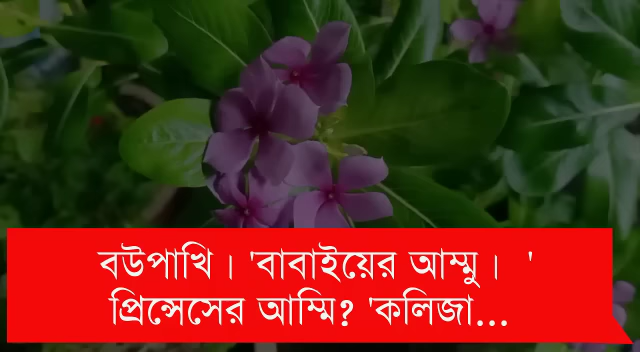 বউপাখি। 'বাবাইয়ের আম্মু। '
প্রিন্সেসের আম্মি? 'কলিজা...